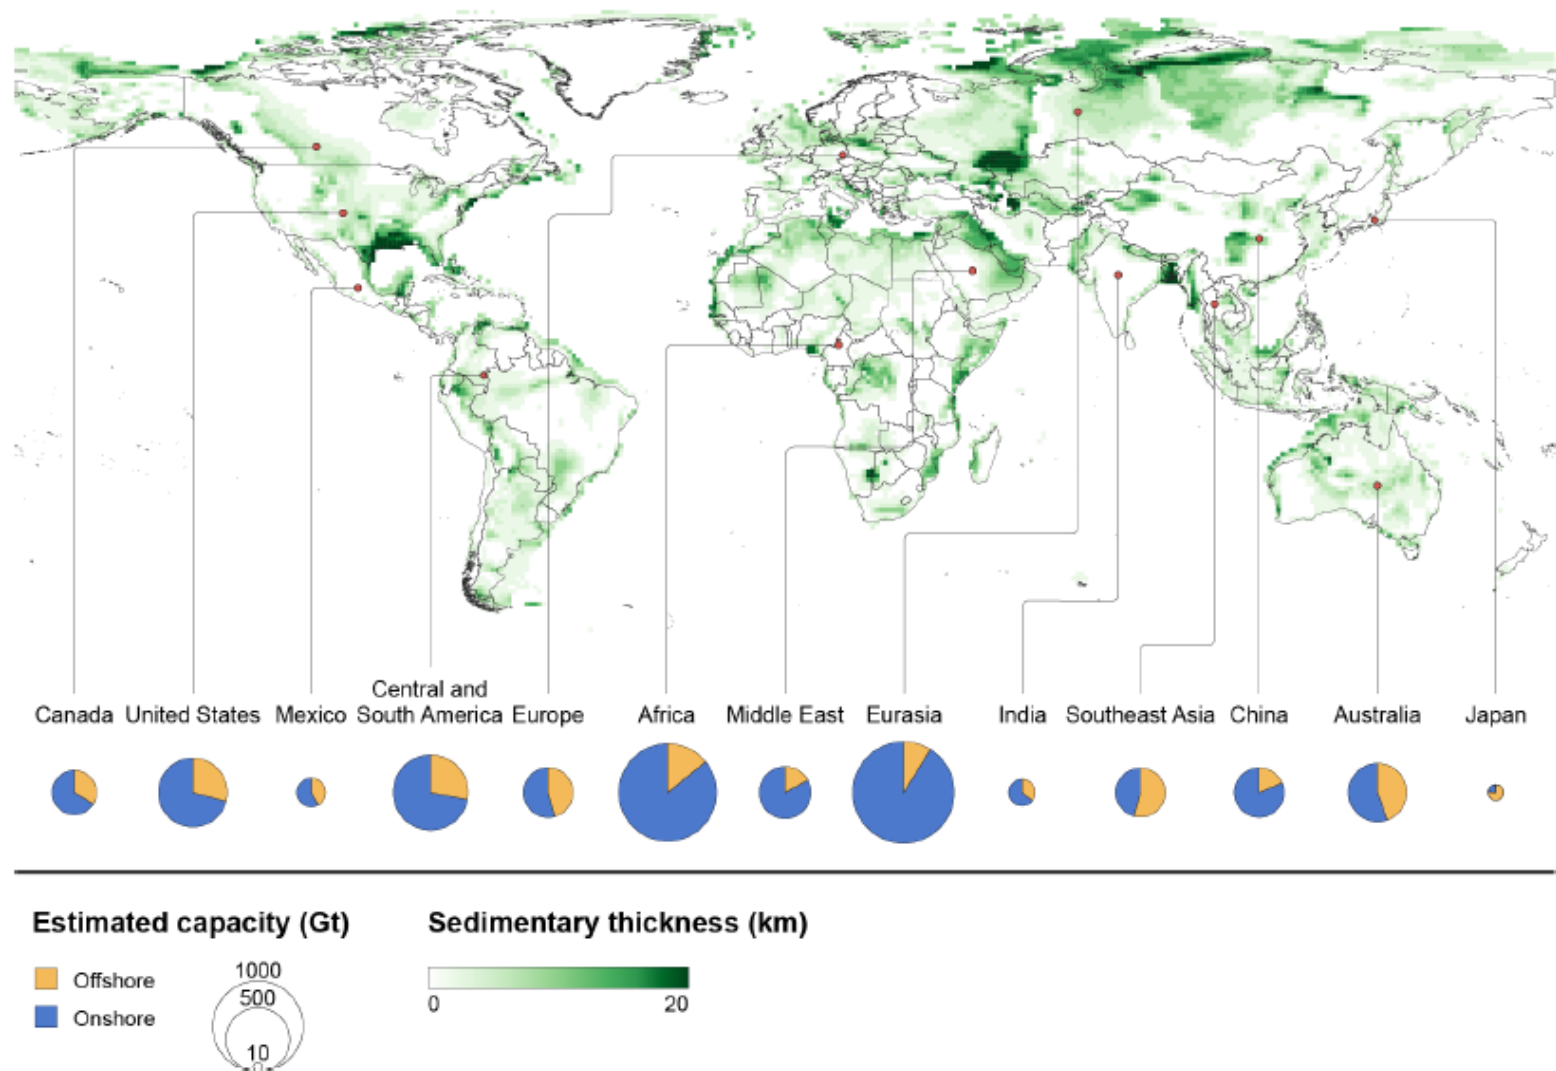 Central and
Canada United States Mexico South America Europe Africa Middle East Eurasia India Southeast Asia China Australia Japan
Estimated capacity (Gt)
Offshore
Onshore
1000
500
10
Sedimentary thickness (km)
0 20